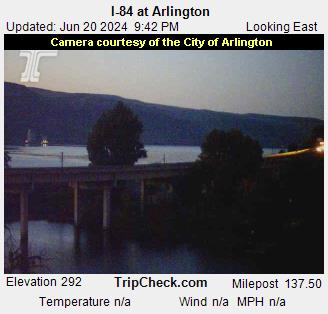 I-84 at Arlington
Updated: Jun 20 2024 9:42 PM Looking East
Camera courtesy of the City of Arlington
Elevation 292 TripCheck.com Milepost 137.50
Temperature n/a Wind n/a MPH n/a